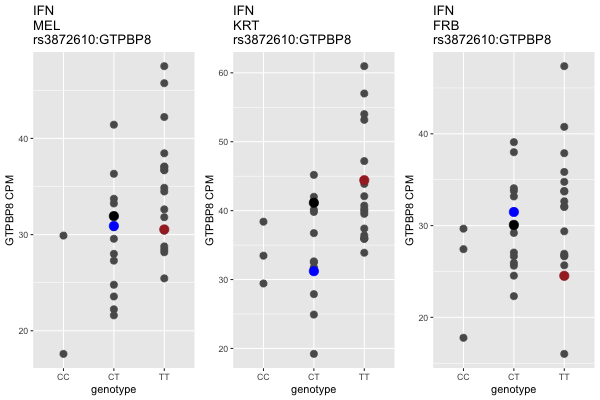 IFN
MEL
rs3872610:GTPBP8
GTPBP8 CPM
40
30
20
CC CT TT
genotype
IFN
KRT
rs3872610:GTPBP8
GTPBP8 CPM
60
50
40
30
20
CC CT TT
genotype
IFN
FRB
rs3872610:GTPBP8
GTPBP8 CPM
40
30
20
CC CT TT
genotype